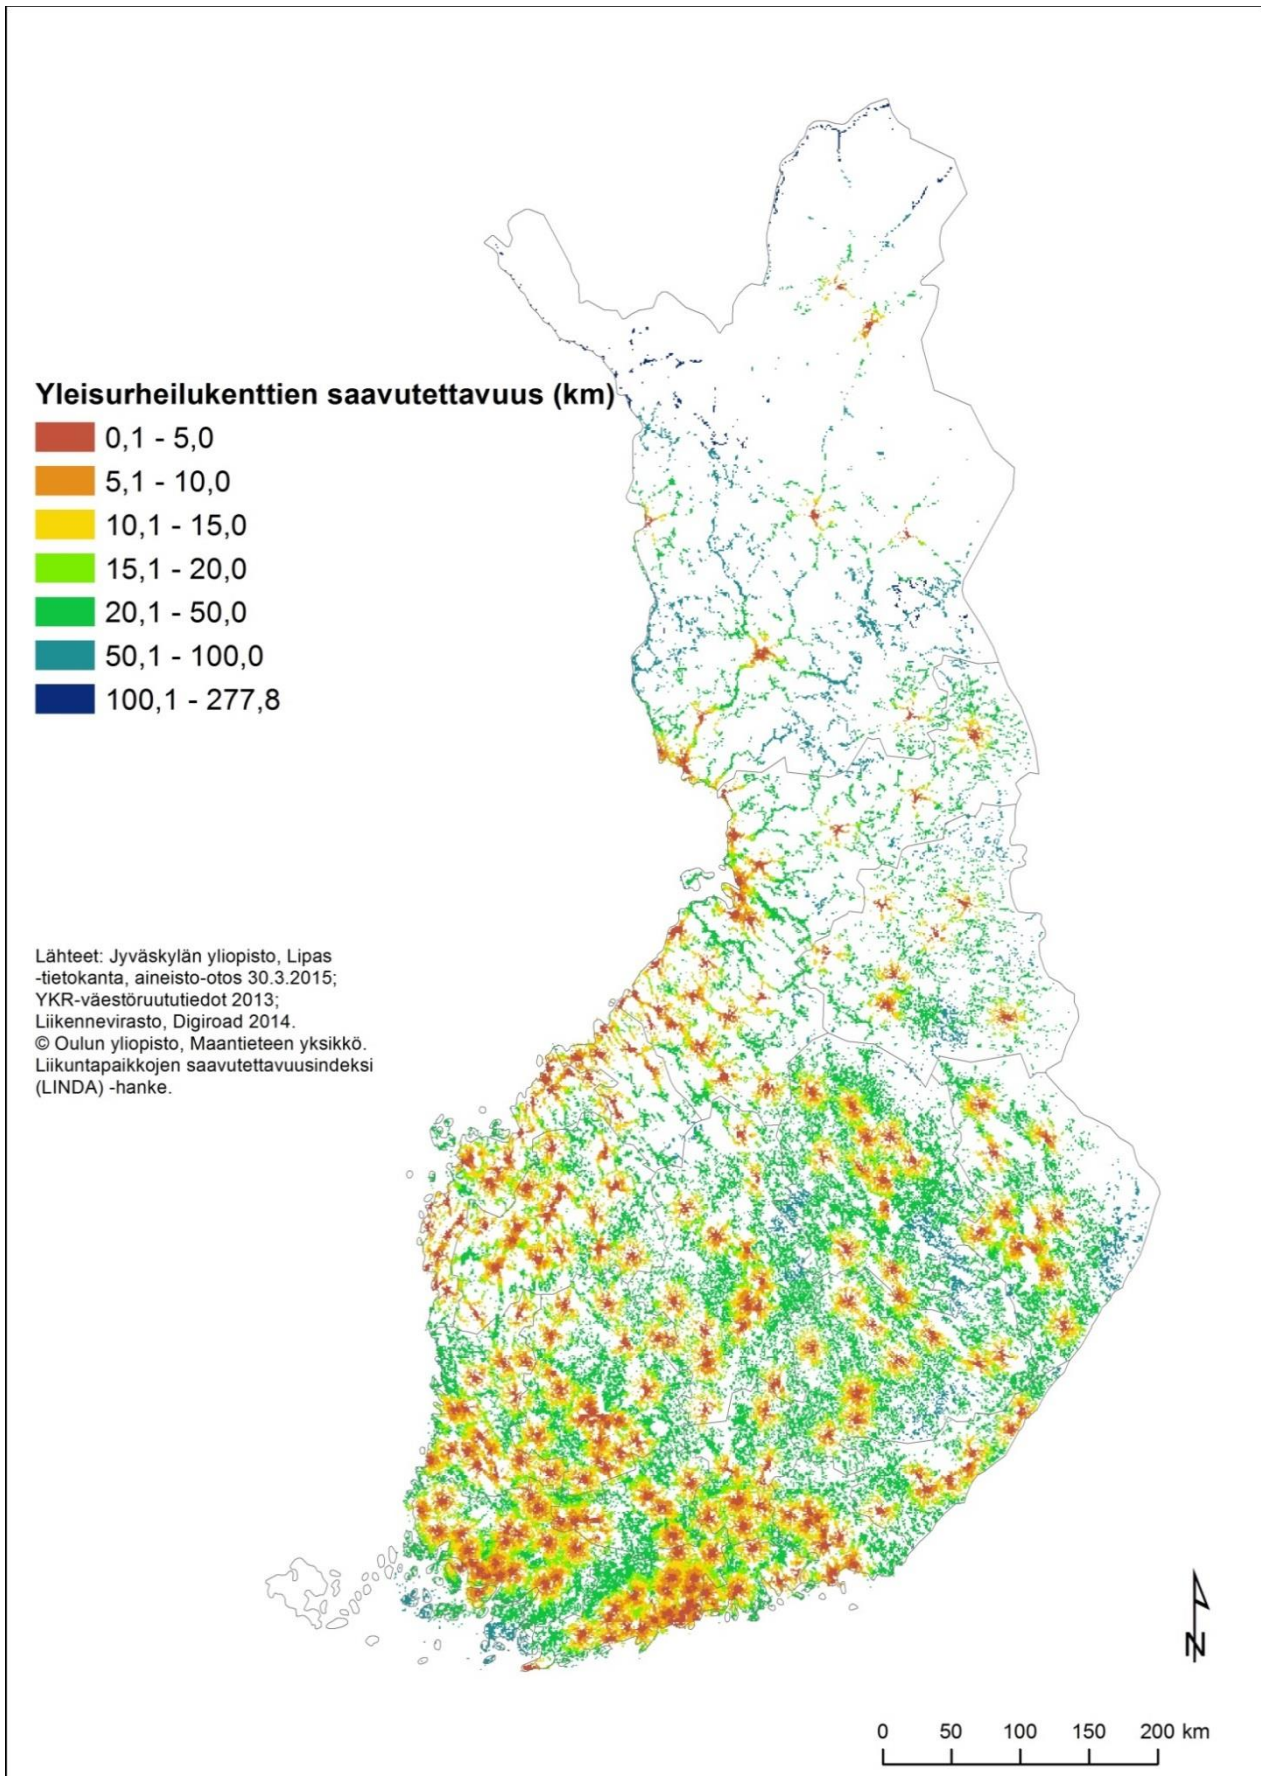 Yleisurheilukenttien saavutettavuus (km)
0,1 - 5,0
5,1 - 10,0
10,1 - 15,0
15,1 - 20,0
20,1 - 50,0
50,1 - 100,0
100,1 - 277,8
Lähteet: Jyväskylän yliopisto, Lipas
-tietokanta, aineisto-otos 30.3.2015;
YKR-väestöruututiedot 2013;
Liikennevirasto, Digiroad 2014.
© Oulun yliopisto, Maantieteen yksikkö.
Liikuntapaikkojen saavutettavuusindeksi
(LINDA) -hanke.
N
0 50 100 150 200 km